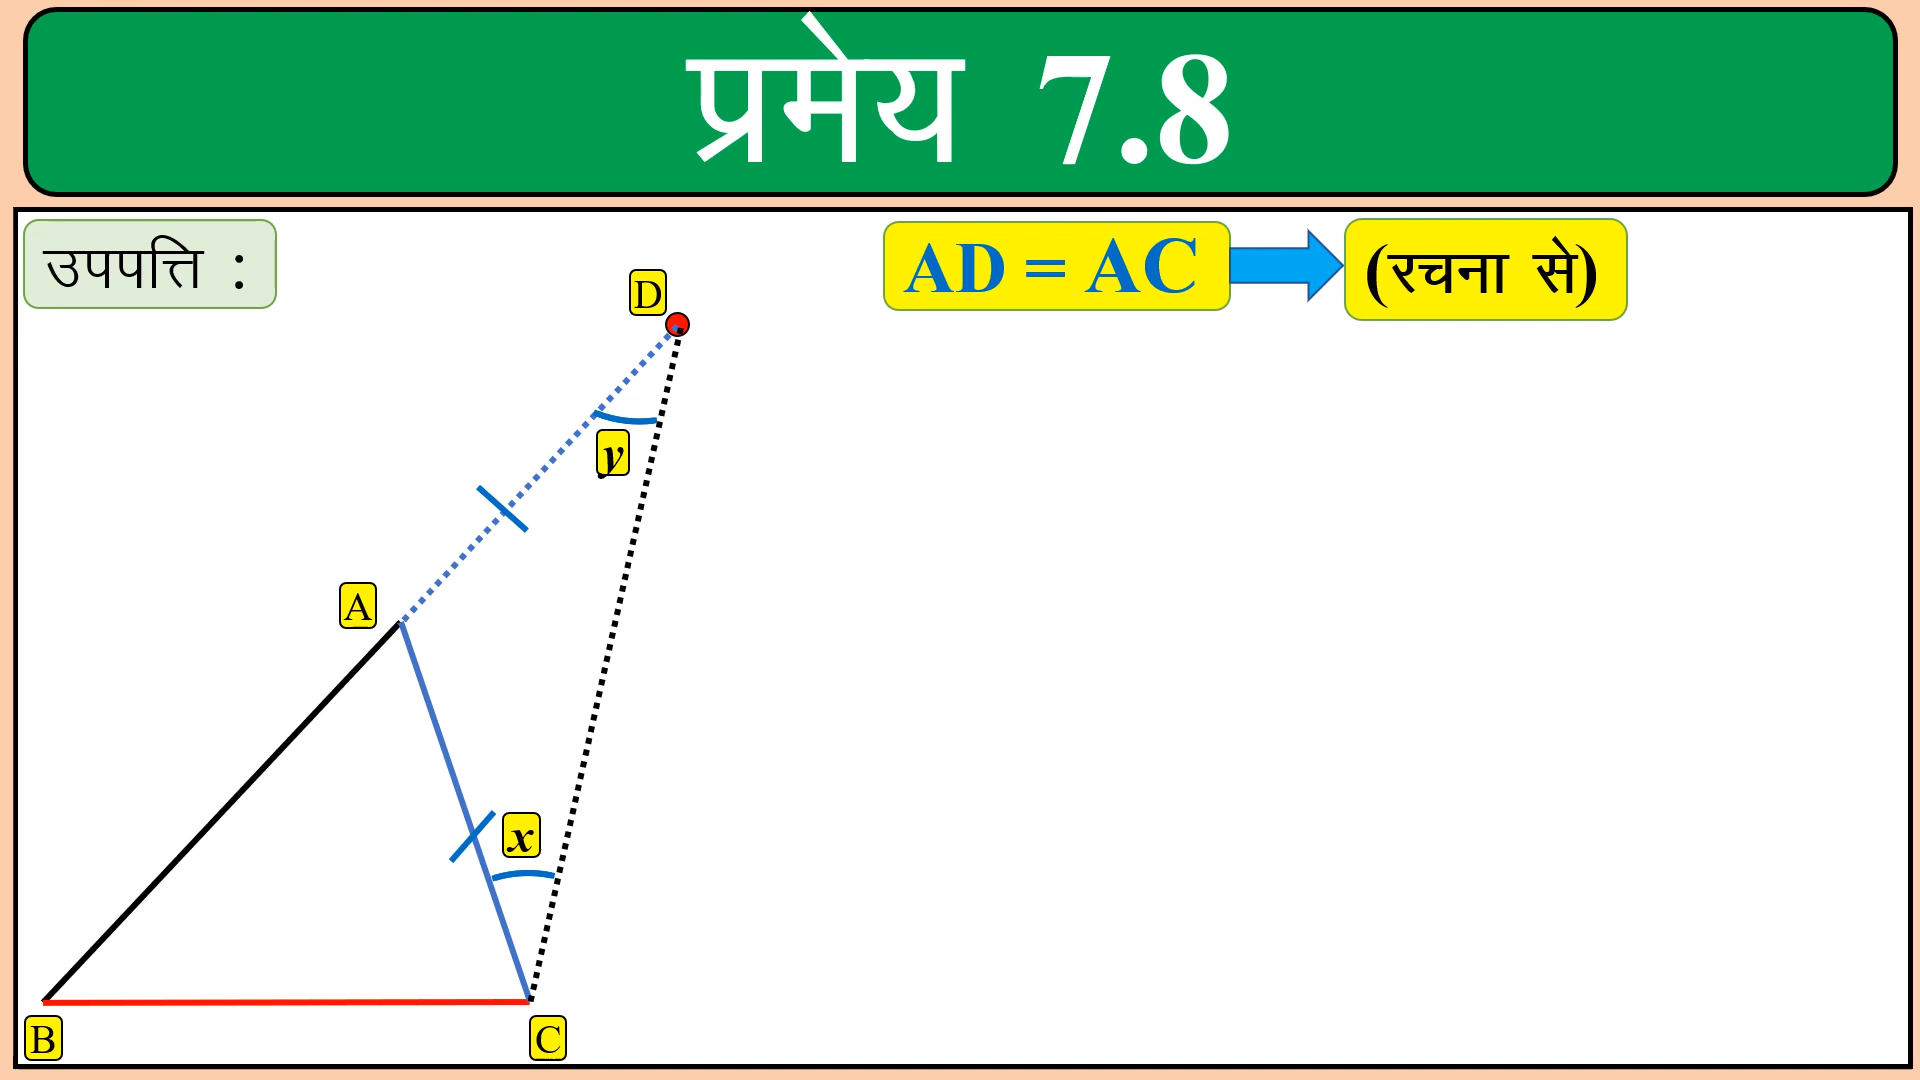 प्रमेय 7.8
उपपत्ति :
AD = AC
(रचना से)
D
y
A
x
B
C